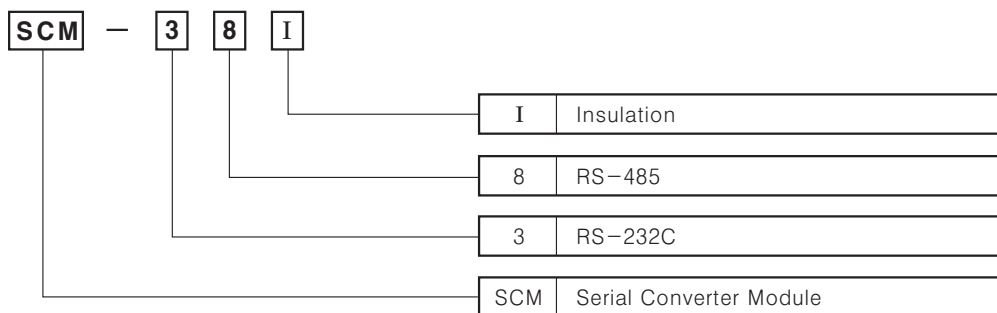 SCM – 3 8 I
I Insulation
8 RS−485
3 RS−232C
SCM Serial Converter Module